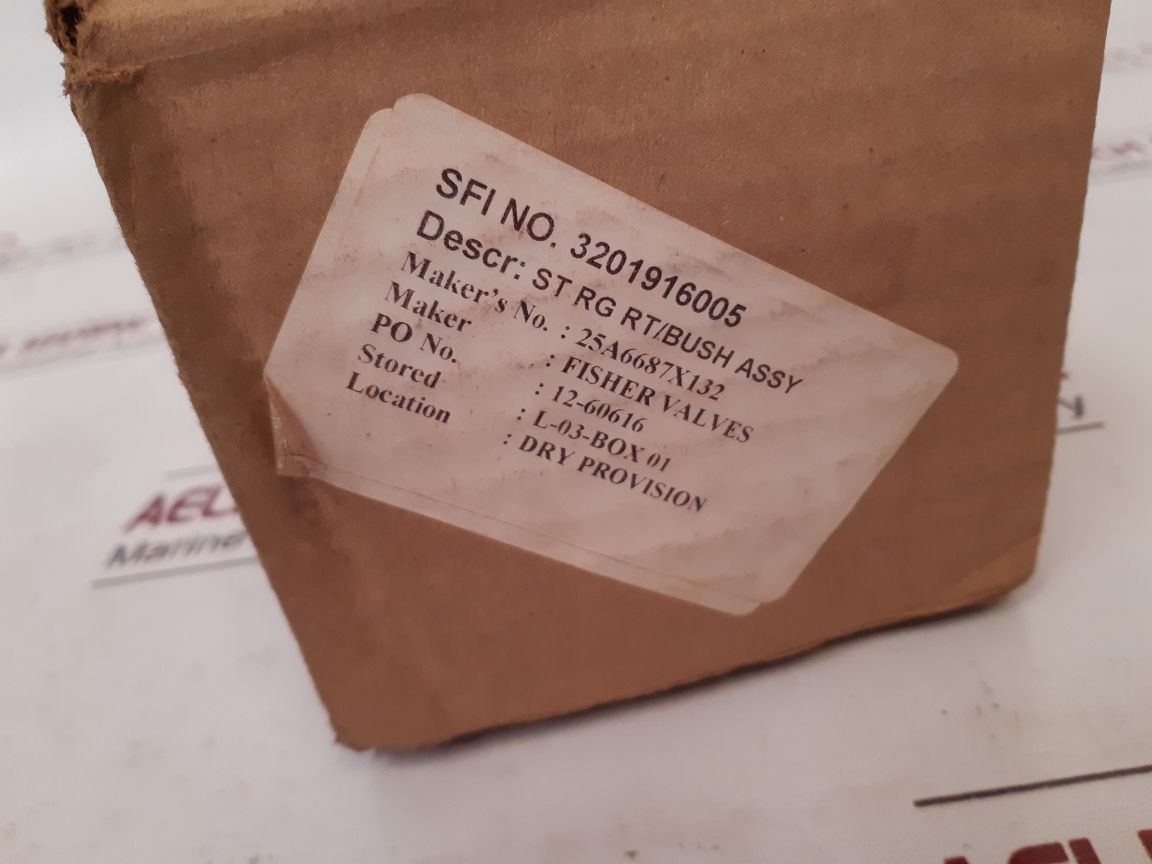 SFI NO. 3201916005
Descr: ST RG RT/BUSH ASSY
Maker's No. : 25A6687X132
Maker : FISHER VALVES
PO No. : 12-60616
Stored : L-03-BOX 01
Location : DRY PROVISION
AEL
Marine